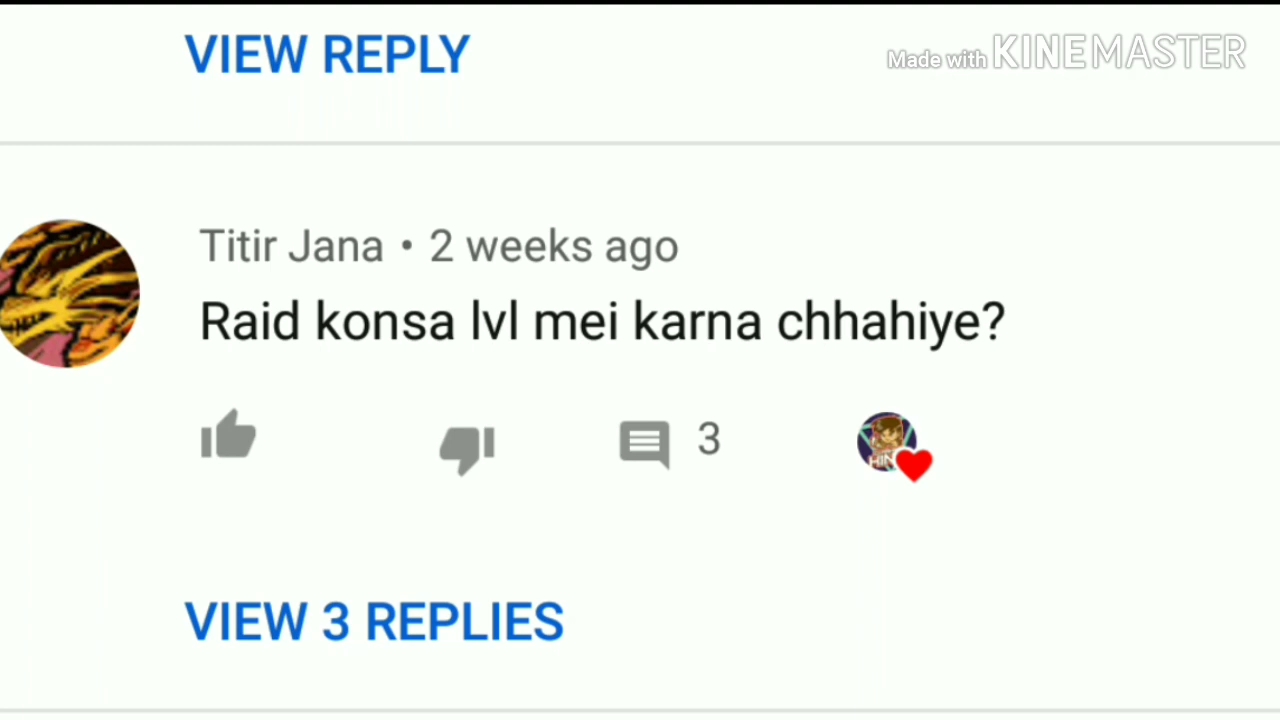 VIEW REPLY
Made with KINEMASTER
Titir Jana • 2 weeks ago
Raid konsa lvl mei karna chhahiye?
3
HIN
VIEW 3 REPLIES